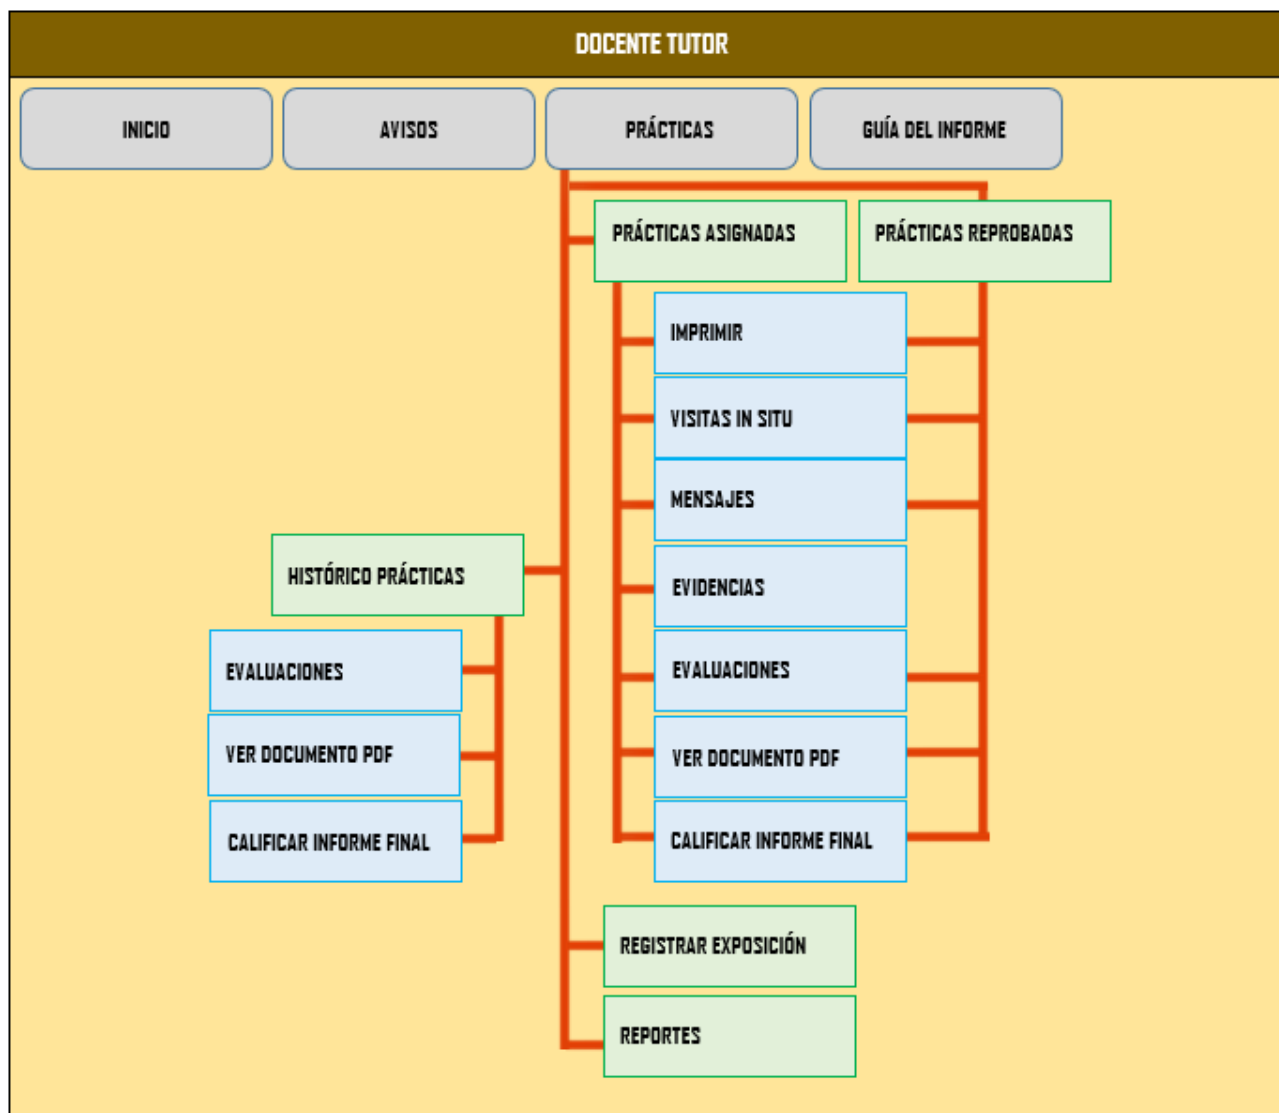 DOCENTE TUTOR
INICIO
AVISOS
PRÁCTICAS
GUÍA DEL INFORME
PRÁCTICAS ASIGNADAS
PRÁCTICAS REPROBADAS
IMPRIMIR
VISITAS IN SITU
MENSAJES
EVIDENCIAS
EVALUACIONES
VER DOCUMENTO PDF
CALIFICAR INFORME FINAL
HISTÓRICO PRÁCTICAS
EVALUACIONES
VER DOCUMENTO PDF
CALIFICAR INFORME FINAL
REGISTRAR EXPOSICIÓN
REPORTES